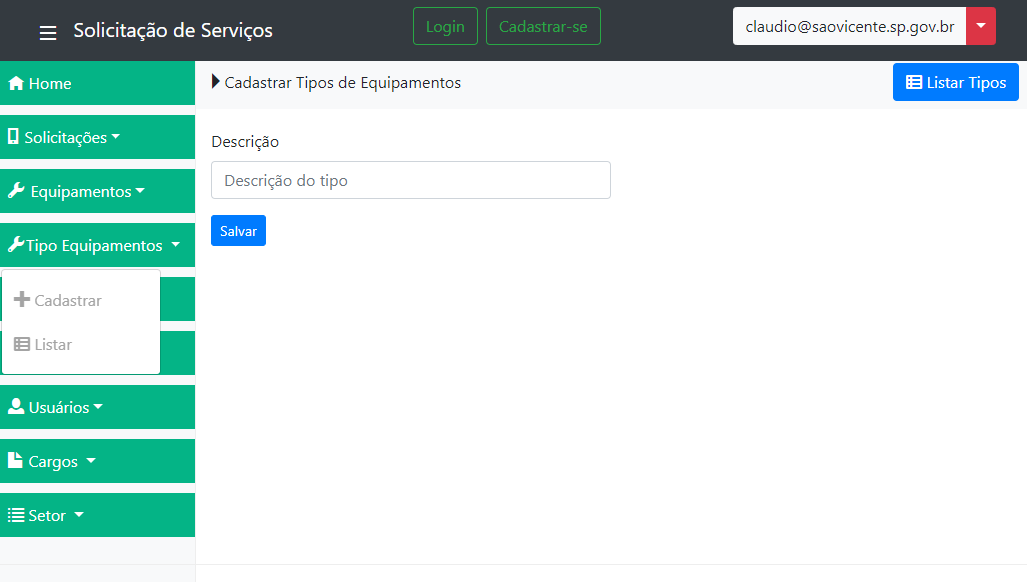 Solicitação de Serviços
Login
Cadastrar-se
claudio@saovicente.sp.gov.br
Home
Solicitações
Equipamentos
Tipo Equipamentos
Cadastrar
Listar
Usuários
Cargos
Setor
Cadastrar Tipos de Equipamentos
Listar Tipos
Descrição
Descrição do tipo
Salvar